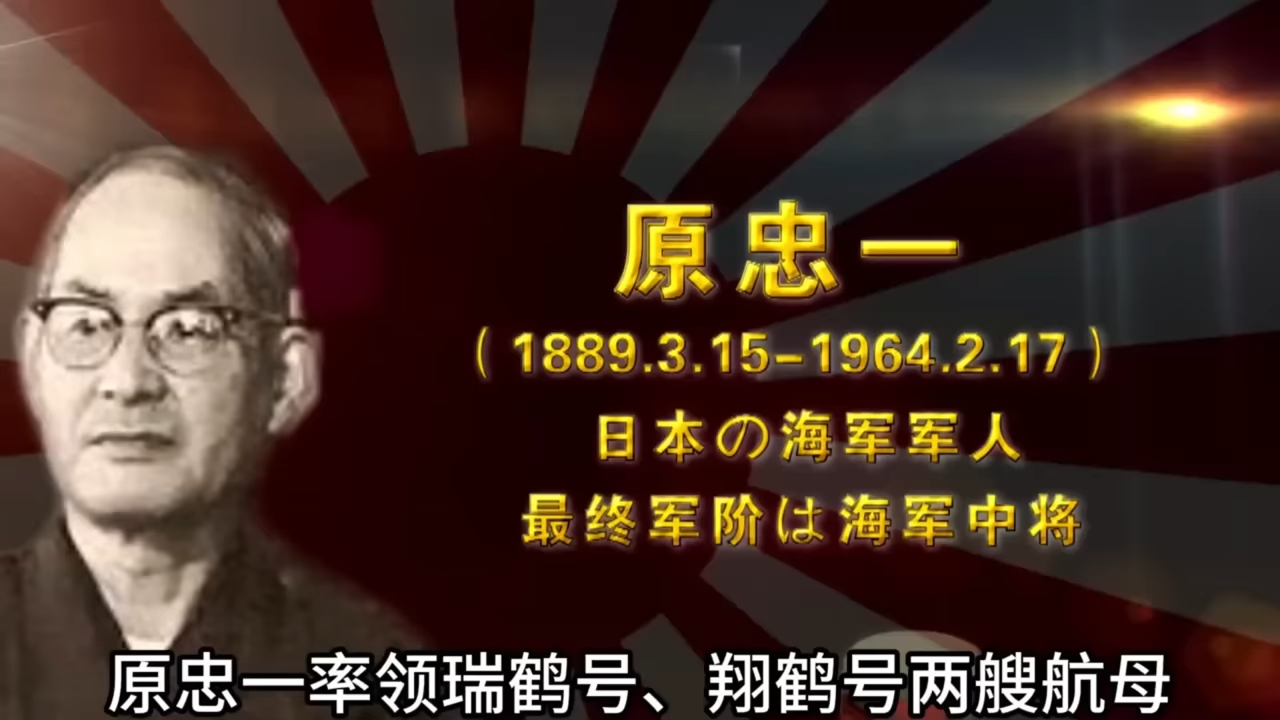 原忠一
（1889.3.15-1964.2.17）
日本の海军军人
最终军阶は海军中将
原忠一率领瑞鹤号、翔鹤号两艘航母